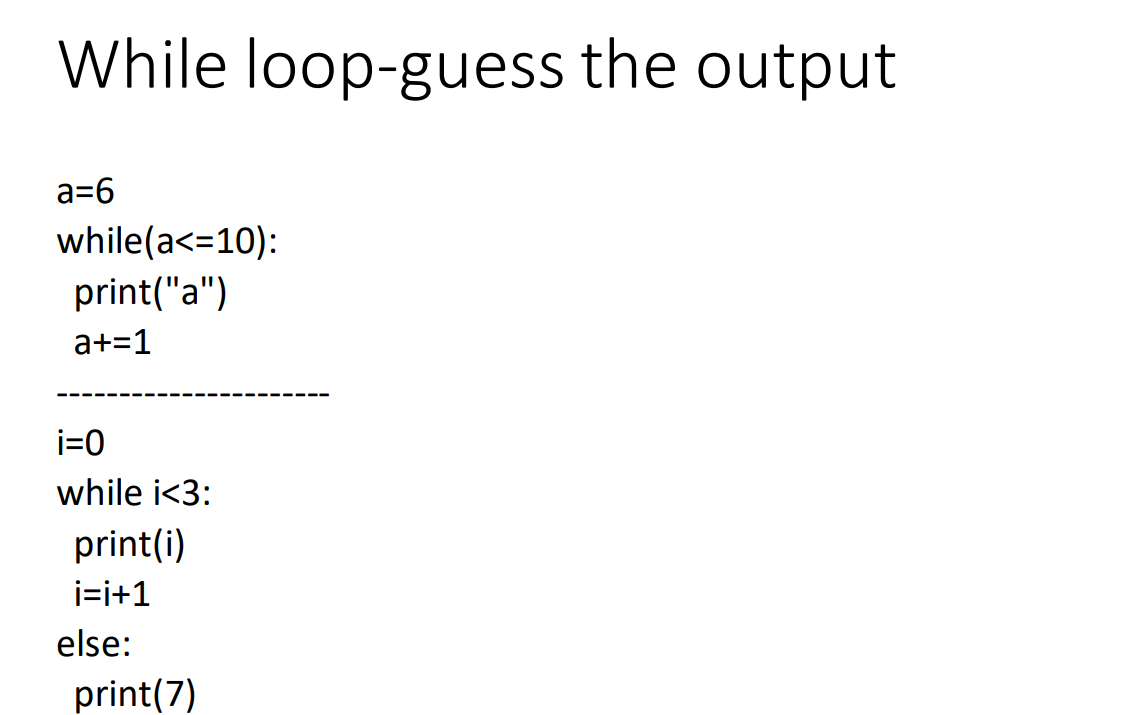 While loop-guess the output
a=6
while(a<=10):
  print("a")
  a+=1
----------------------
i=0
while i<3:
  print(i)
  i=i+1
else:
  print(7)